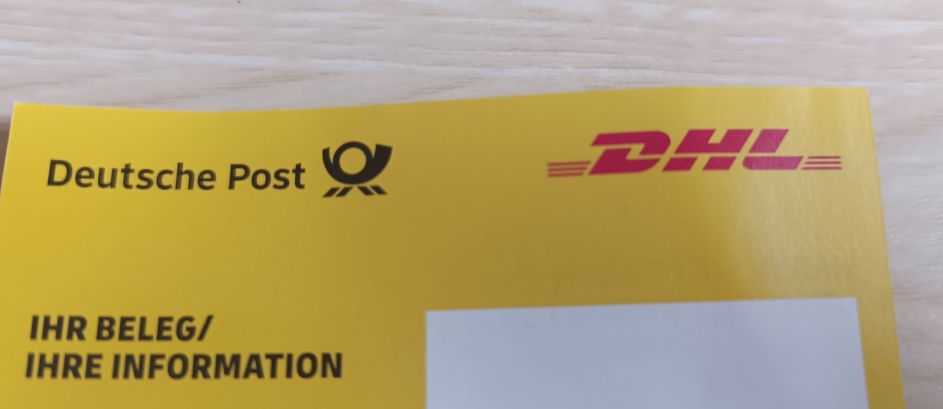 Deutsche Post
DHL
IHR BELEG/
IHRE INFORMATION